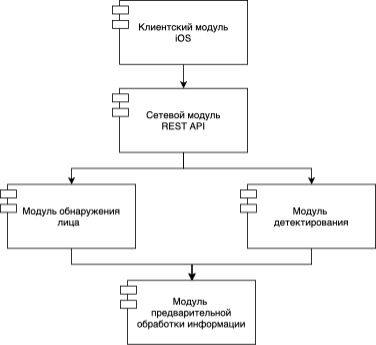 Клиентский модуль
iOS
Сетевой модуль
REST API
Модуль обнаружения
лица
Модуль
детектирования
Модуль
предварительной
обработки информации